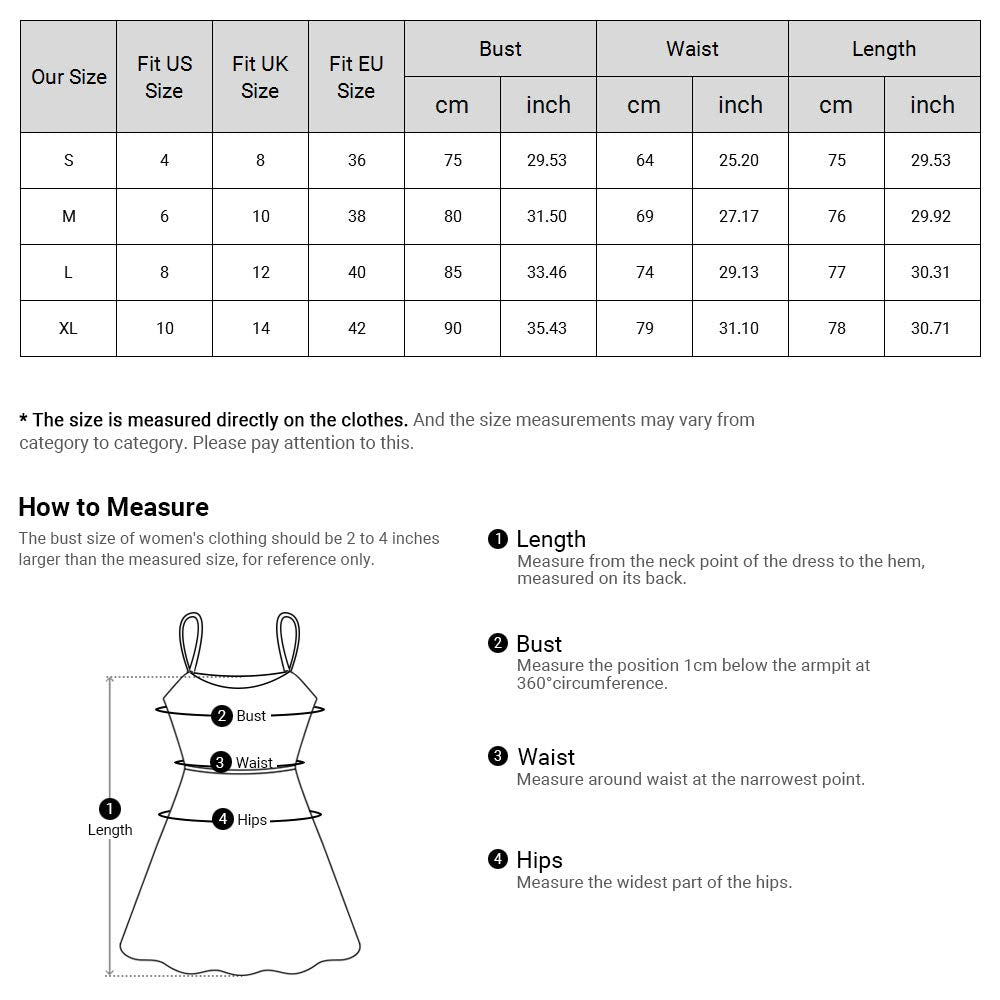 Our Size Fit US Size Fit UK Size Fit EU Size Bust Waist Length
cm inch cm inch cm inch
S 4 8 36 75 29.53 64 25.20 75 29.53
M 6 10 38 80 31.50 69 27.17 76 29.92
L 8 12 40 85 33.46 74 29.13 77 30.31
XL 10 14 42 90 35.43 79 31.10 78 30.71
* The size is measured directly on the clothes. And the size measurements may vary from
category to category. Please pay attention to this.
How to Measure
The bust size of women's clothing should be 2 to 4 inches
larger than the measured size, for reference only.
2 Bust
3 Waist
4 Hips
1
Length
1 Length
Measure from the neck point of the dress to the hem,
measured on its back.
2 Bust
Measure the position 1cm below the armpit at
360°circumference.
3 Waist
Measure around waist at the narrowest point.
4 Hips
Measure the widest part of the hips.